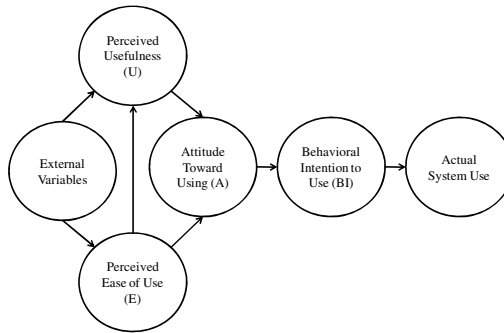 Perceived
Usefulness
(U)
External
Variables
Attitude
Toward
Using (A)
Behavioral
Intention to
Use (BI)
Actual
System Use
Perceived
Ease of Use
(E)